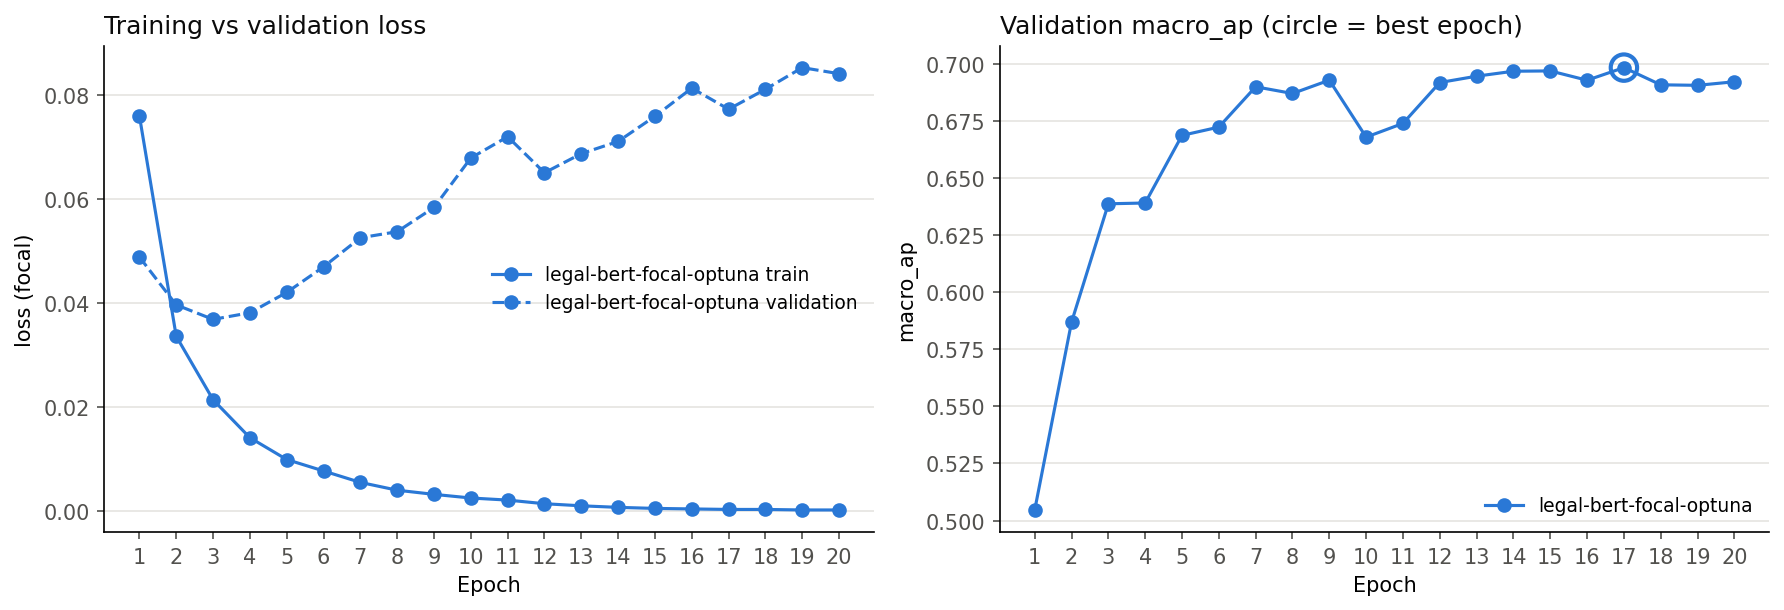 Training vs validation loss
loss (focal)
0.08
0.06
0.04
0.02
0.00
legal-bert-focal-optuna train
legal-bert-focal-optuna validation
1 2 3 4 5 6 7 8 9 10 11 12 13 14 15 16 17 18 19 20
Epoch
Validation macro_ap (circle = best epoch)
macro_ap
0.700
0.675
0.650
0.625
0.600
0.575
0.550
0.525
0.500
legal-bert-focal-optuna
1 2 3 4 5 6 7 8 9 10 11 12 13 14 15 16 17 18 19 20
Epoch